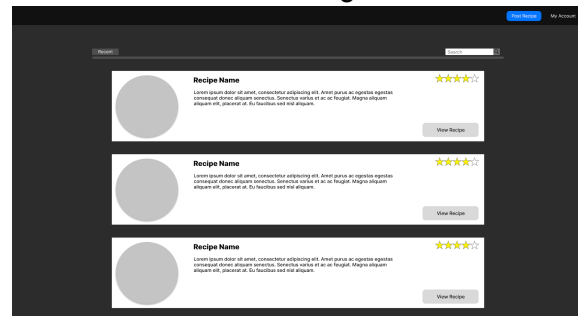 Post Recipe
My Account
Recent
Search
Recipe Name
Lorem ipsum dolor sit amet, consectetur adipiscing elit. Amet purus ac egestas egestas
consequat donec aliquam senectus. Senectus varius et ac ac feugiat. Magna aliquam
aliquam elit, placerat at. Eu faucibus sed nisl aliquam.
View Recipe
Recipe Name
Lorem ipsum dolor sit amet, consectetur adipiscing elit. Amet purus ac egestas egestas
consequat donec aliquam senectus. Senectus varius et ac ac feugiat. Magna aliquam
aliquam elit, placerat at. Eu faucibus sed nisl aliquam.
View Recipe
Recipe Name
Lorem ipsum dolor sit amet, consectetur adipiscing elit. Amet purus ac egestas egestas
consequat donec aliquam senectus. Senectus varius et ac ac feugiat. Magna aliquam
aliquam elit, placerat at. Eu faucibus sed nisl aliquam.
View Recipe